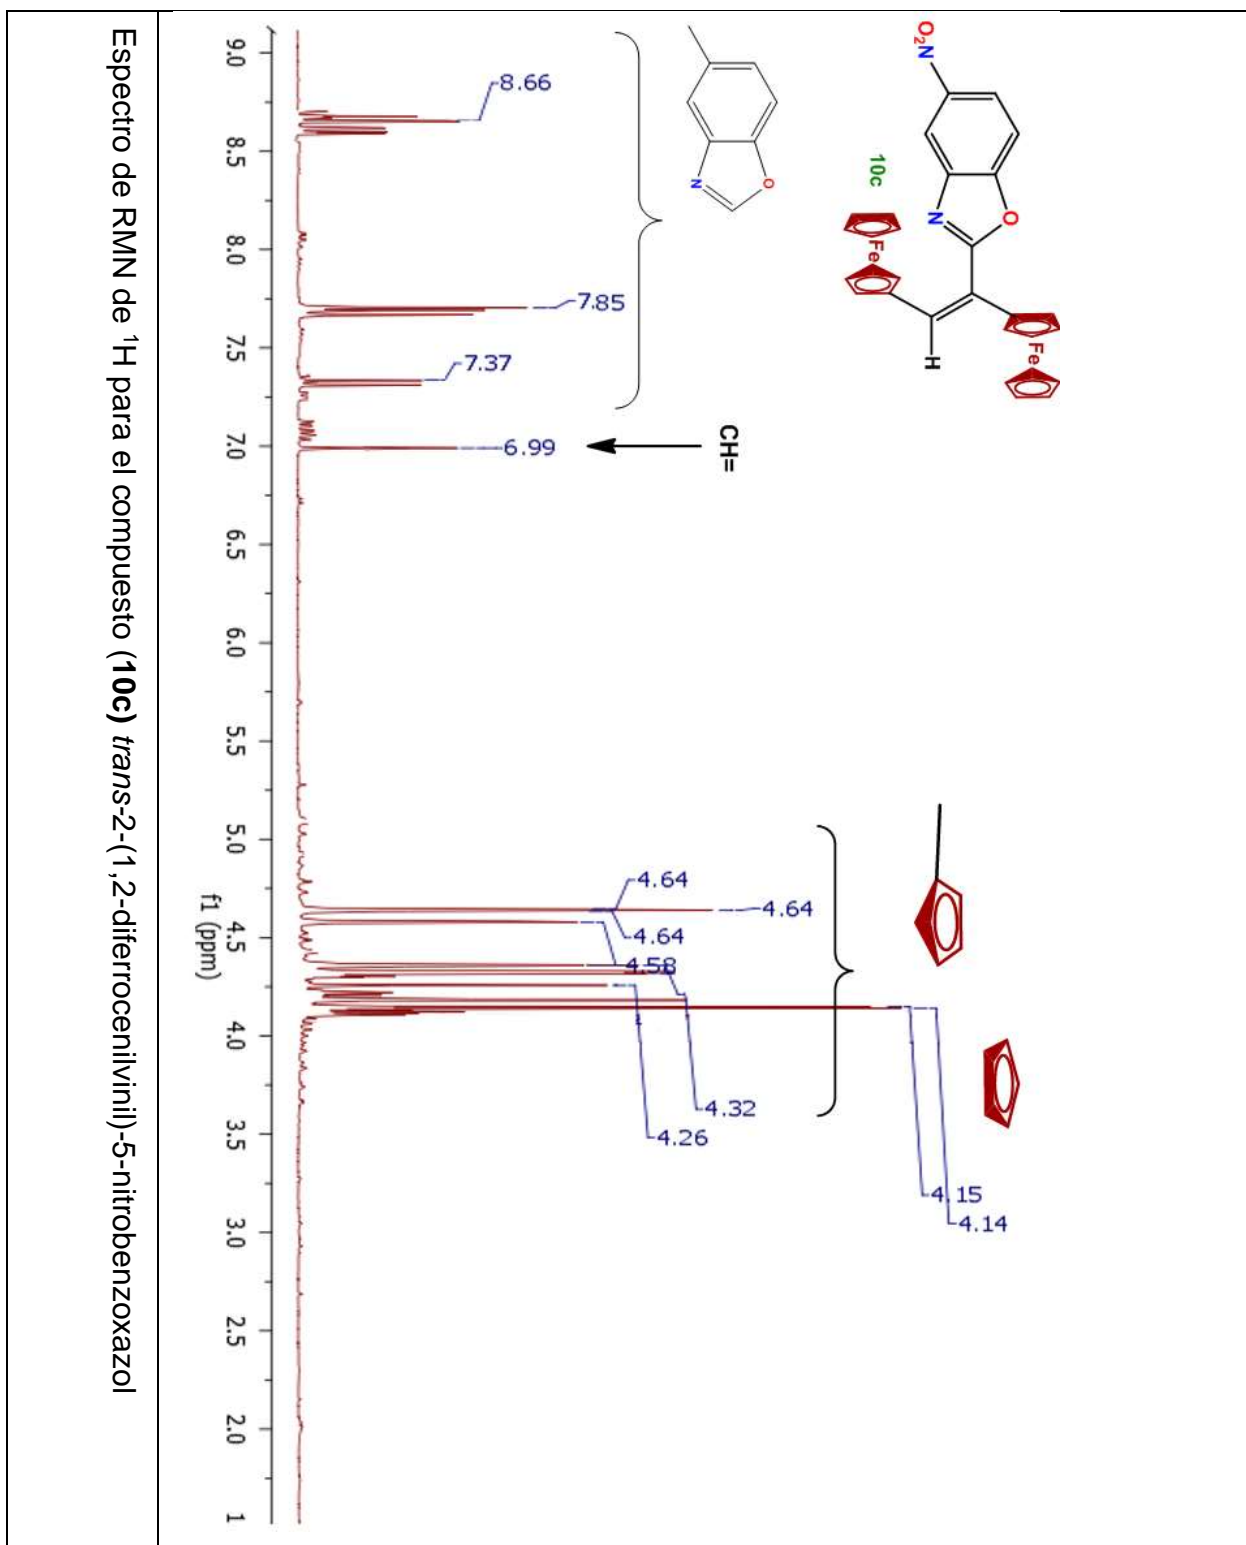 O₂N
O
N
10c
Fe
Fe
H
O
N
CH=
8.66
7.85
7.37
6.99
4.64
4.64
4.64
4.58
4.32
4.26
4.15
4.14
9.0 8.5 8.0 7.5 7.0 6.5 6.0 5.5 5.0 4.5 4.0 3.5 3.0 2.5 2.0 1
f1 (ppm)
Espectro de RMN de ¹H para el compuesto (10c) trans-2-(1,2-diferrocenilvinil)-5-nitrobenzoxazol